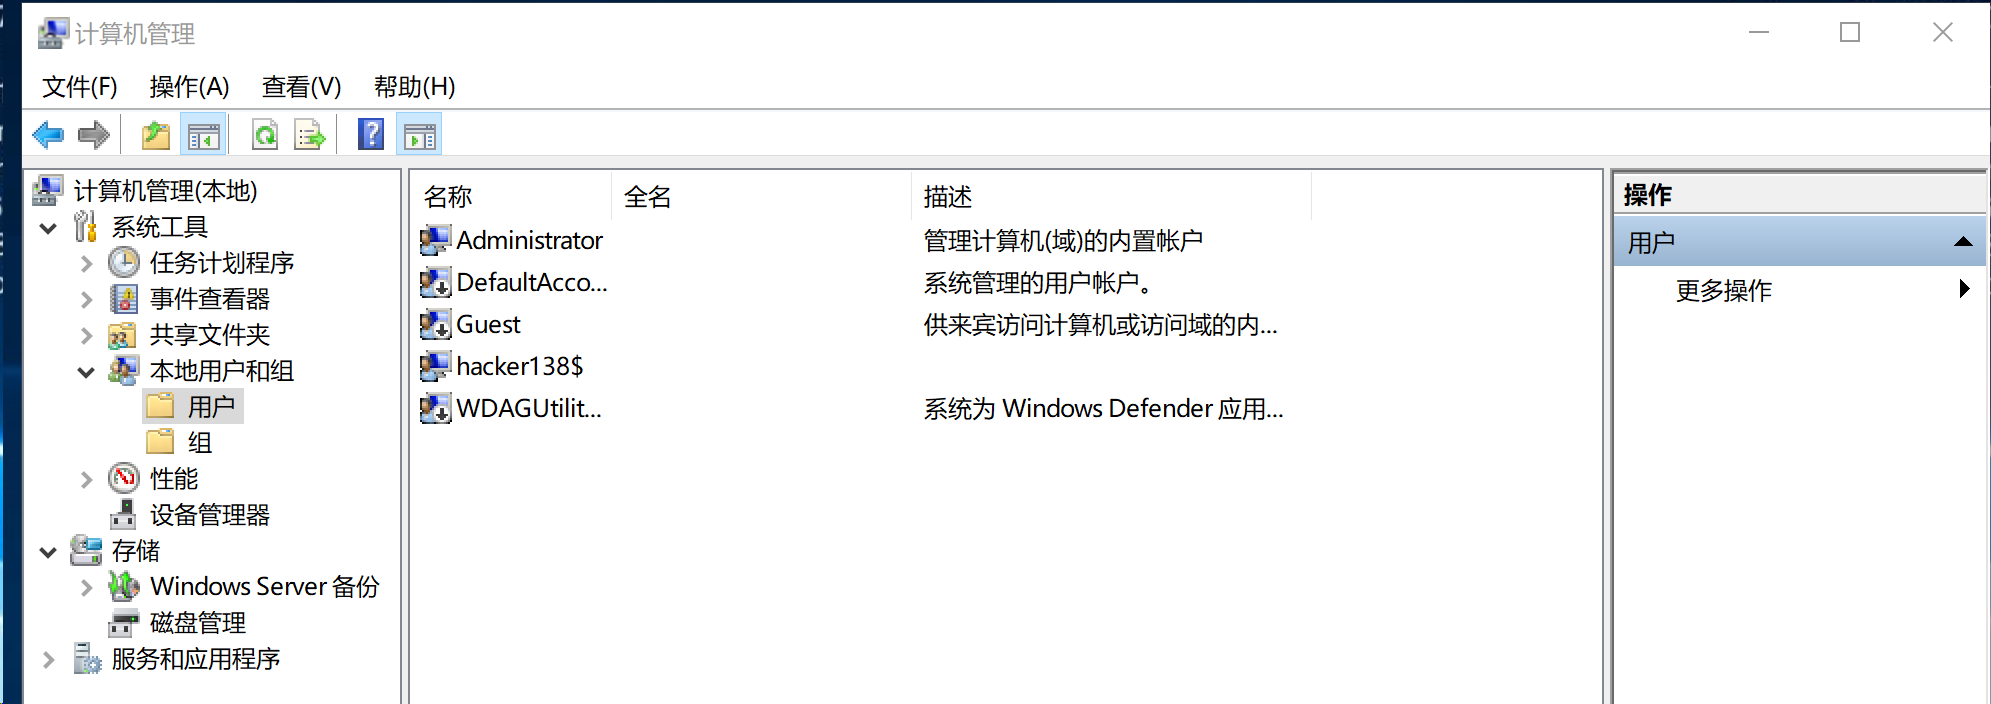 计算机管理
文件(F) 操作(A) 查看(V) 帮助(H)
计算机管理(本地)
系统工具
任务计划程序
事件查看器
共享文件夹
本地用户和组
用户
组
性能
设备管理器
存储
Windows Server 备份
磁盘管理
服务和应用程序
名称 全名 描述
Administrator 管理计算机(域)的内置帐户
DefaultAcco... 系统管理的用户帐户。
Guest 供来宾访问计算机或访问域的内...
hacker138$
WDAGUtilit... 系统为 Windows Defender 应用...
操作
用户
更多操作